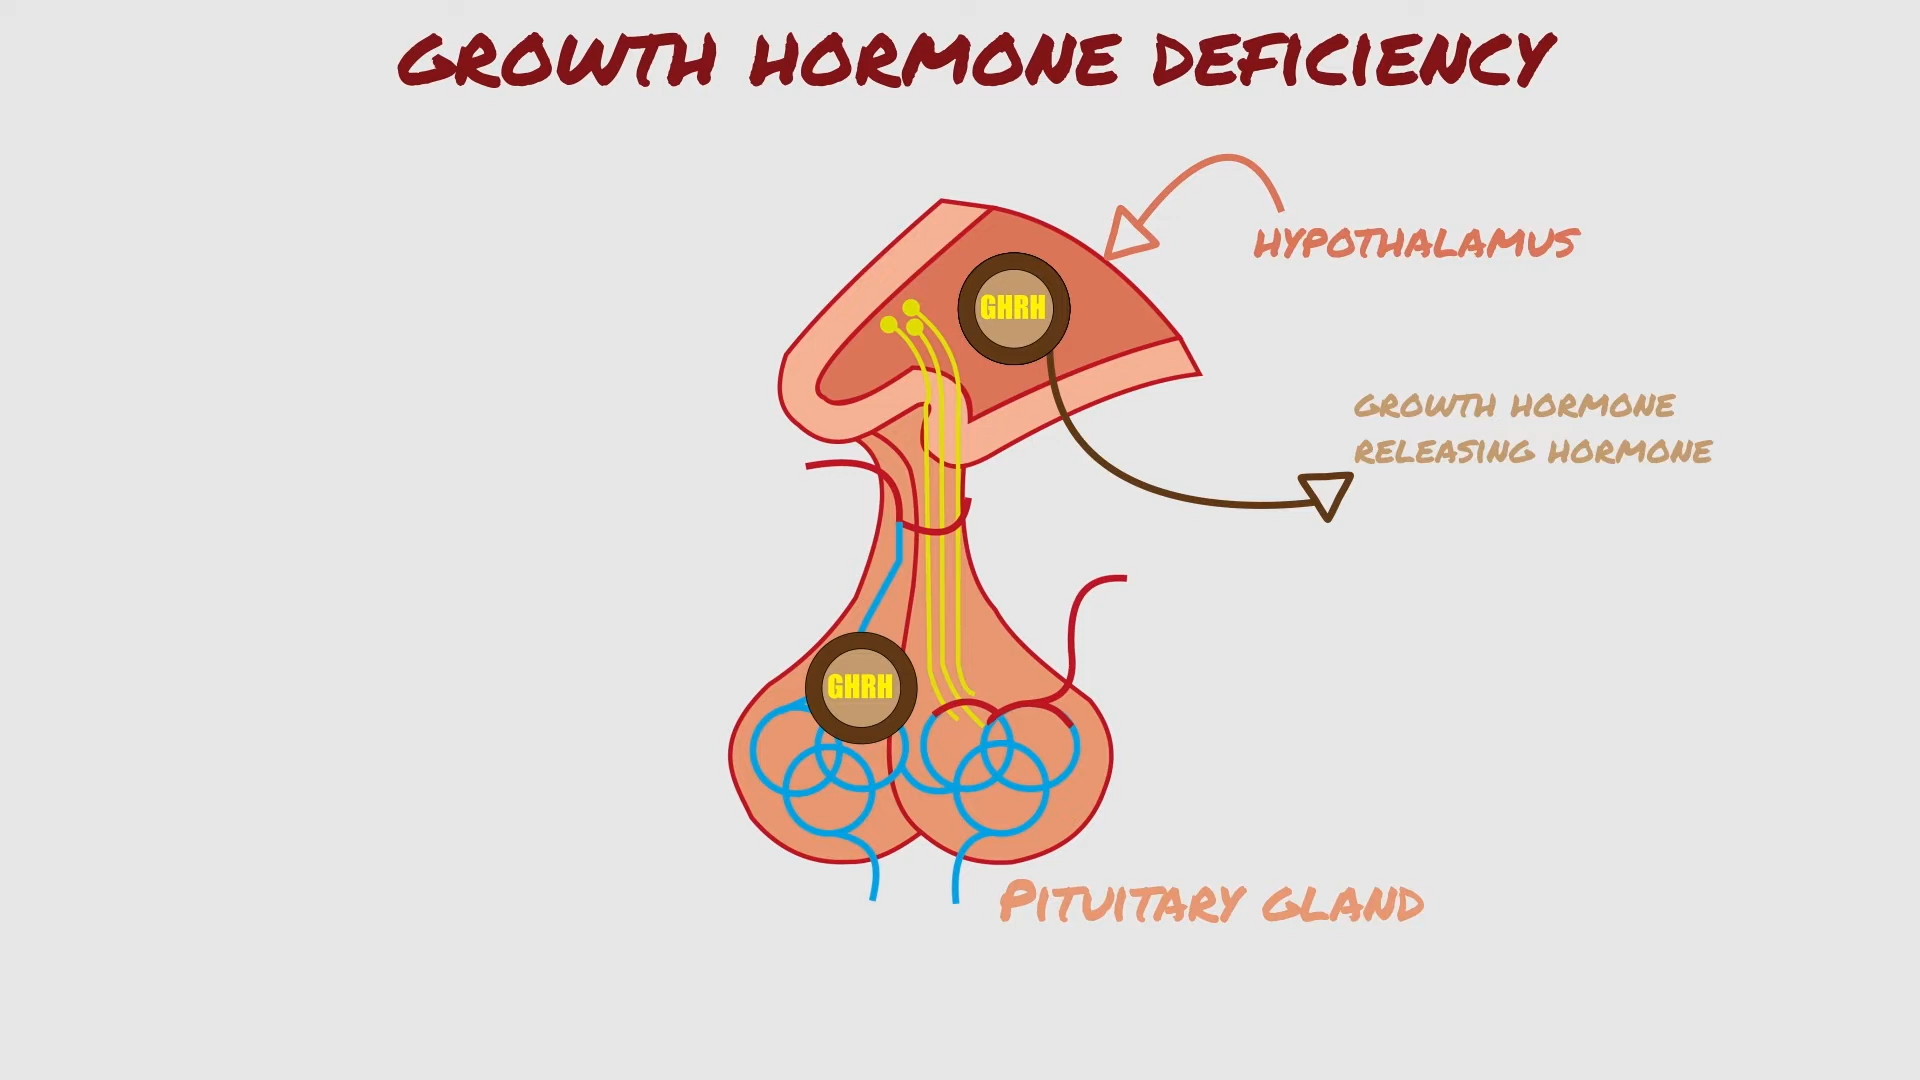 GROWTH HORMONE DEFICIENCY
HYPOTHALAMUS
GHRH
GROWTH HORMONE
RELEASING HORMONE
GHRH
PITUITARY GLAND